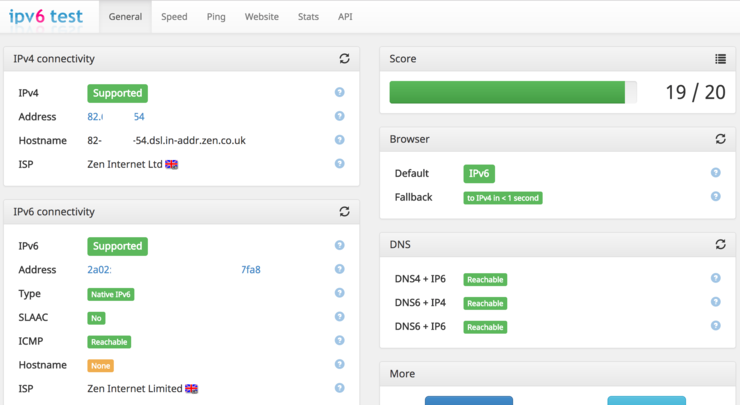 ipv6 test
General Speed Ping Website Stats API
IPv4 connectivity
IPv4 Supported
Address 82. 54
Hostname 82- -54.dsl.in-addr.zen.co.uk
ISP Zen Internet Ltd
IPv6 connectivity
IPv6 Supported
Address 2a02: 7fa8
Type Native IPv6
SLAAC No
ICMP Reachable
Hostname None
ISP Zen Internet Limited
Score
19 / 20
Browser
Default IPv6
Fallback to IPv4 in < 1 second
DNS
DNS4 + IP6 Reachable
DNS6 + IP4 Reachable
DNS6 + IP6 Reachable
More